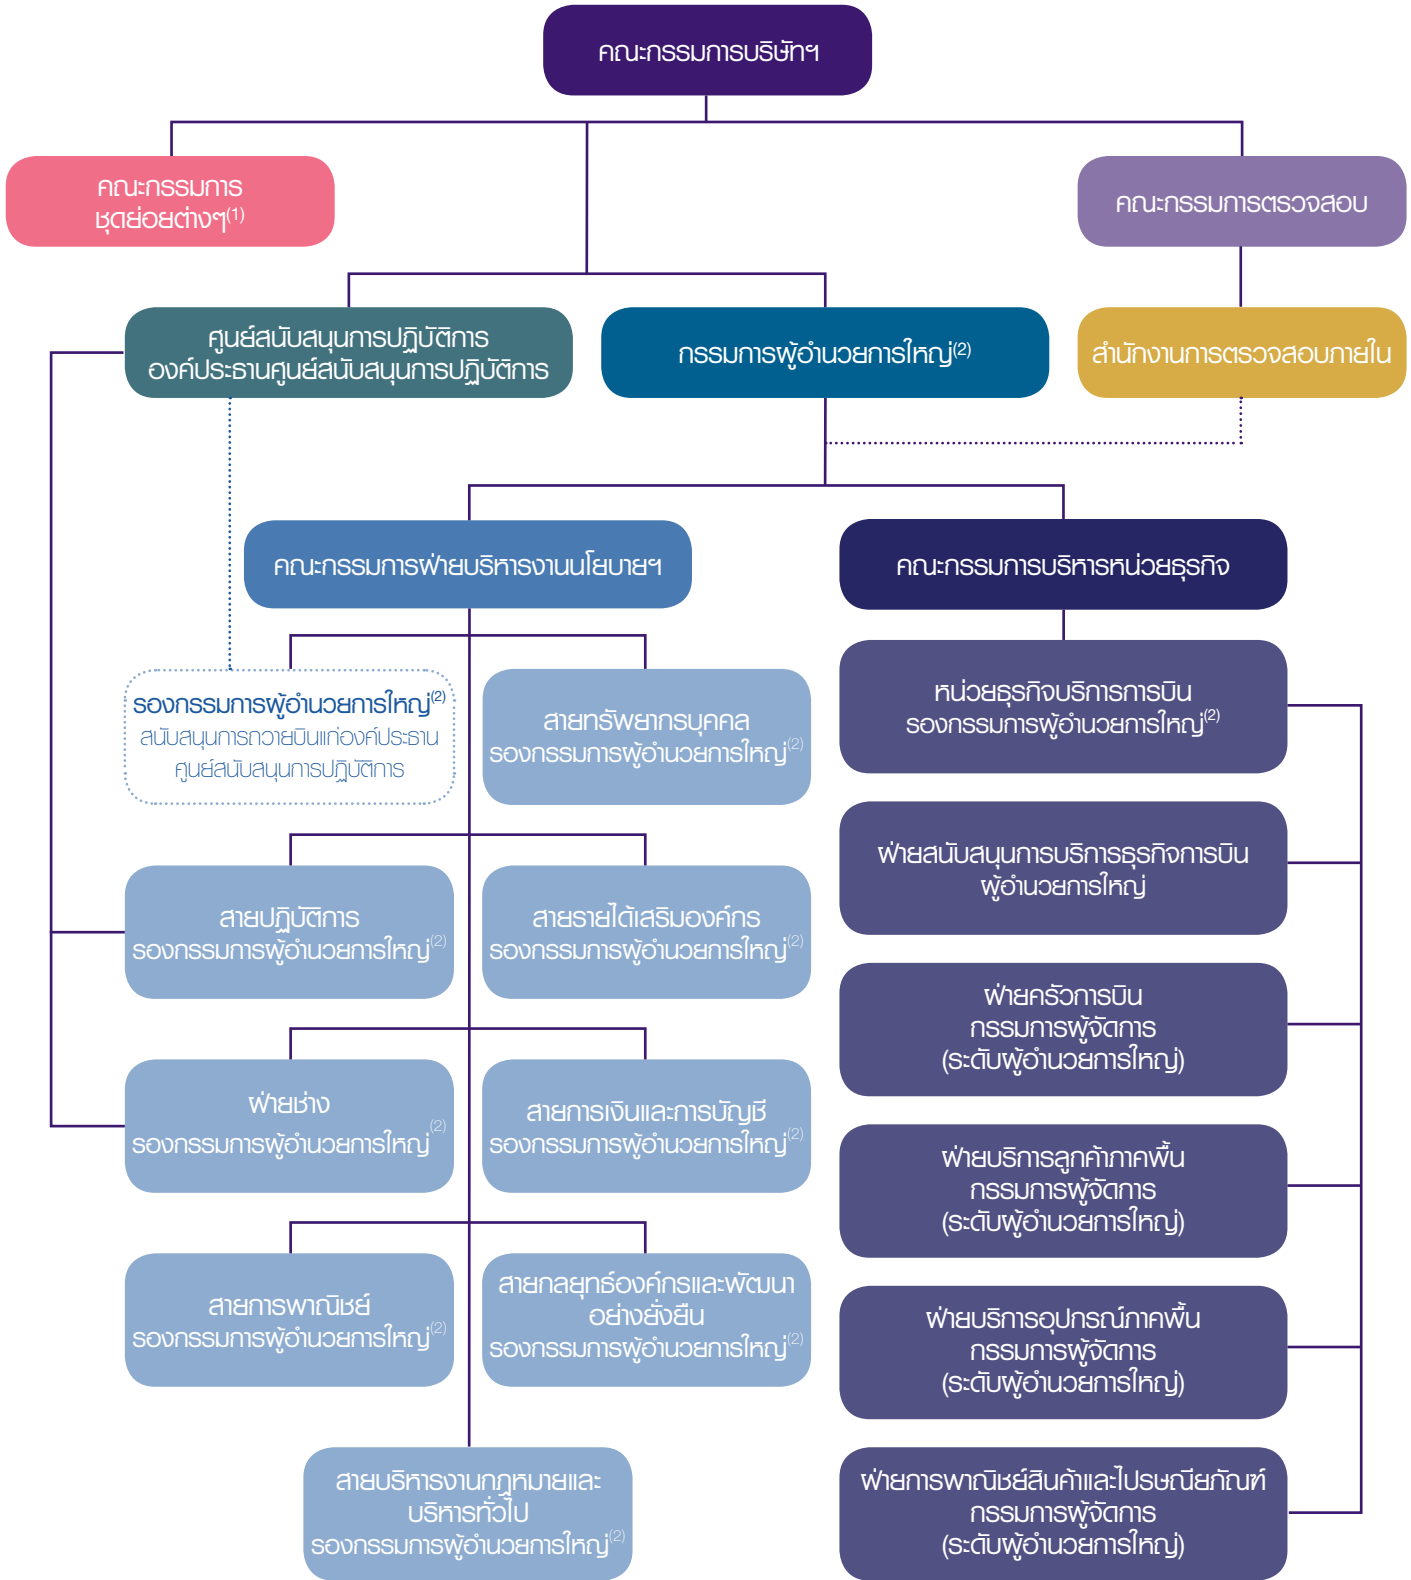 คณะกรรมการบริษัทฯ
คณะกรรมการ
ชุดย่อยต่างๆ(1)
คณะกรรมการตรวจสอบ
ศูนย์สนับสนุนการปฏิบัติการ
องค์ประธานศูนย์สนับสนุนการปฏิบัติการ
กรรมการผู้อำนวยการใหญ่(2)
สำนักงานการตรวจสอบภายใน
คณะกรรมการฝ่ายบริหารงานนโยบายฯ
คณะกรรมการบริหารหน่วยธุรกิจ
รองกรรมการผู้อำนวยการใหญ่(2)
สนับสนุนการถวายบินแก่องค์ประธาน
ศูนย์สนับสนุนการปฏิบัติการ
สายทรัพยากรบุคคล
รองกรรมการผู้อำนวยการใหญ่(2)
หน่วยธุรกิจบริการการบิน
รองกรรมการผู้อำนวยการใหญ่(2)
ฝ่ายสนับสนุนการบริการธุรกิจการบิน
ผู้อำนวยการใหญ่
สายปฏิบัติการ
รองกรรมการผู้อำนวยการใหญ่(2)
สายรายได้เสริมองค์กร
รองกรรมการผู้อำนวยการใหญ่(2)
ฝ่ายครัวการบิน
กรรมการผู้จัดการ
(ระดับผู้อำนวยการใหญ่)
ฝ่ายช่าง
รองกรรมการผู้อำนวยการใหญ่(2)
สายการเงินและการบัญชี
รองกรรมการผู้อำนวยการใหญ่(2)
ฝ่ายบริการลูกค้าภาคพื้น
กรรมการผู้จัดการ
(ระดับผู้อำนวยการใหญ่)
สายการพาณิชย์
รองกรรมการผู้อำนวยการใหญ่(2)
สายกลยุทธ์องค์กรและพัฒนา
อย่างยั่งยืน
รองกรรมการผู้อำนวยการใหญ่(2)
ฝ่ายบริการอุปกรณ์ภาคพื้น
กรรมการผู้จัดการ
(ระดับผู้อำนวยการใหญ่)
สายบริหารงานกฎหมายและ
บริหารทั่วไป
รองกรรมการผู้อำนวยการใหญ่(2)
ฝ่ายการพาณิชย์สินค้าและไปรษณียภัณฑ์
กรรมการผู้จัดการ
(ระดับผู้อำนวยการใหญ่)